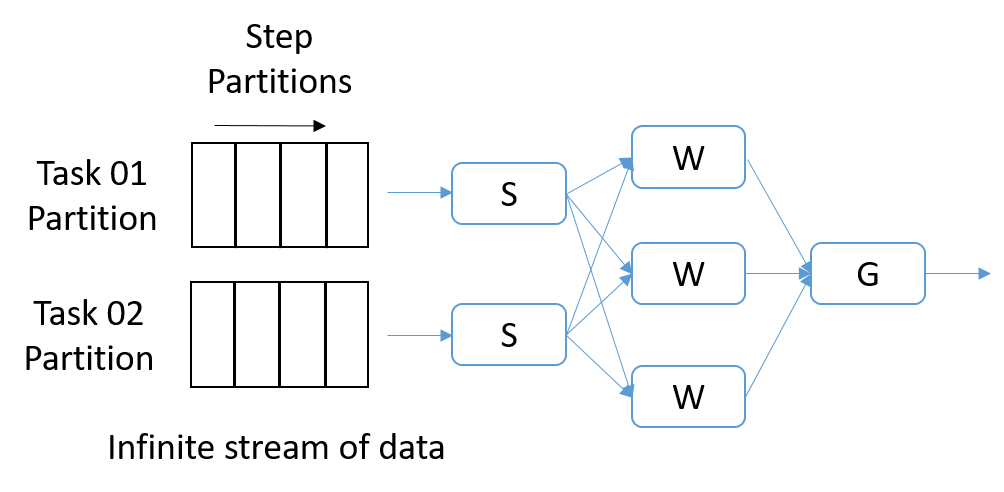 Step
Partitions
Task 01
Partition
Task 02
Partition
Infinite stream of data
S
S
W
W
W
G